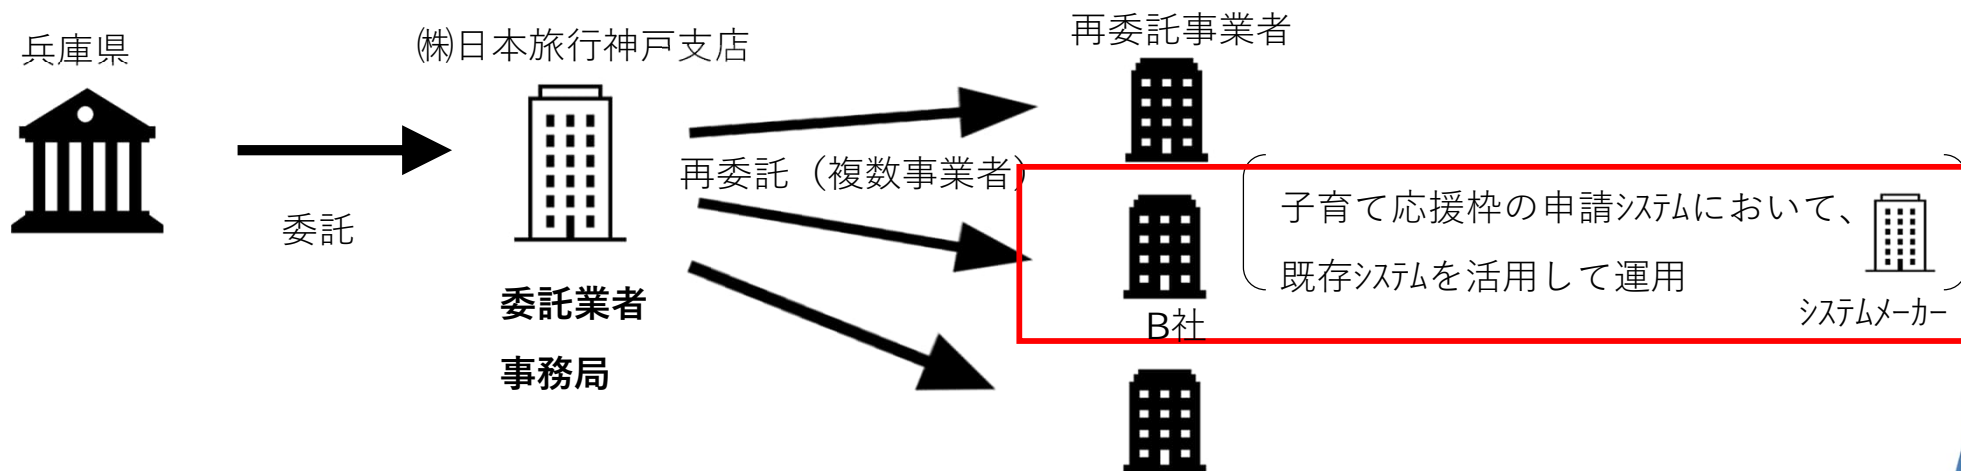 兵庫県
㈱日本旅行神戸支店
再委託事業者
委託
再委託（複数事業者）
委託業者
事務局
子育て応援枠の申請ｼｽﾃﾑにおいて、
既存ｼｽﾃﾑを活用して運用
B社
ｼｽﾃﾑﾒｰｶｰ